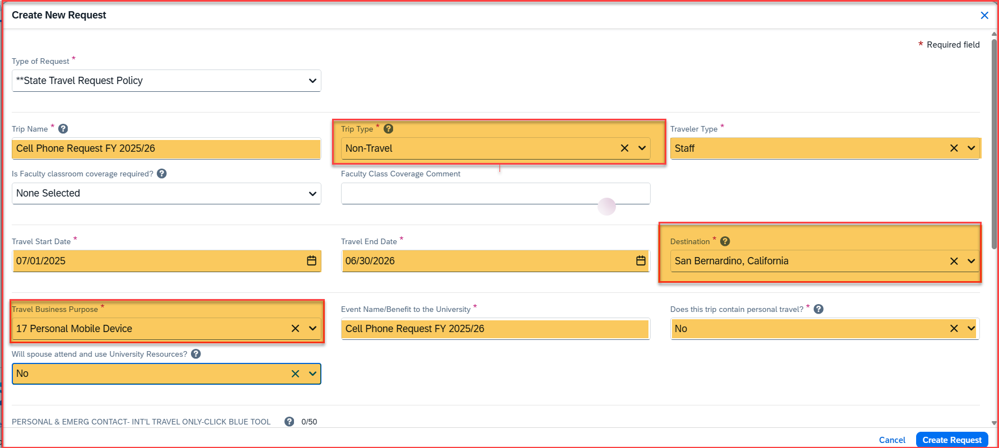 Create New Request
* Required field
Type of Request *
**State Travel Request Policy
Trip Name *
Trip Type *
Traveler Type *
Cell Phone Request FY 2025/26
Non-Travel
Staff
Is Faculty classroom coverage required?
Faculty Class Coverage Comment
None Selected
Travel Start Date *
Travel End Date *
Destination *
07/01/2025
06/30/2026
San Bernardino, California
Travel Business Purpose *
Event Name/Benefit to the University *
Does this trip contain personal travel? *
17 Personal Mobile Device
Cell Phone Request FY 2025/26
No
Will spouse attend and use University Resources?
No
PERSONAL & EMERG CONTACT- INT'L TRAVEL ONLY-CLICK BLUE TOOL 0/50
Cancel
Create Request